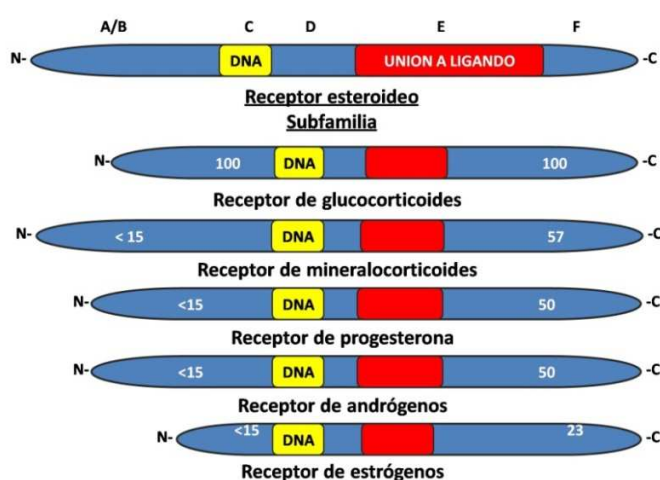 A/B C D E F
N- DNA UNION A LIGANDO -C
Receptor esteroideo
Subfamilia
N- 100 DNA 100 -C
Receptor de glucocorticoides
N- < 15 DNA 57 -C
Receptor de mineralocorticoides
N- <15 DNA 50 -C
Receptor de progesterona
N- <15 DNA 50 -C
Receptor de andrógenos
N- <15 DNA 23 -C
Receptor de estrógenos